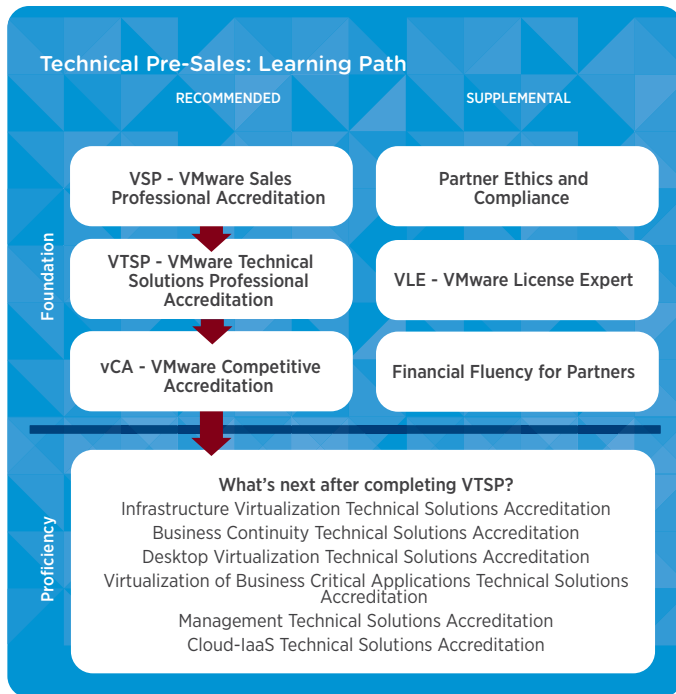 Technical Pre-Sales: Learning Path
RECOMMENDED
SUPPLEMENTAL
Foundation
VSP - VMware Sales
Professional Accreditation
Partner Ethics and
Compliance
VTSP - VMware Technical
Solutions Professional
Accreditation
VLE - VMware License Expert
vCA - VMware Competitive
Accreditation
Financial Fluency for Partners
Proficiency
What's next after completing VTSP?
Infrastructure Virtualization Technical Solutions Accreditation
Business Continuity Technical Solutions Accreditation
Desktop Virtualization Technical Solutions Accreditation
Virtualization of Business Critical Applications Technical Solutions
Accreditation
Management Technical Solutions Accreditation
Cloud-IaaS Technical Solutions Accreditation